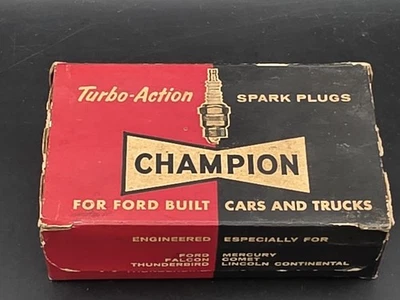 Turbo-Action SPARK PLUGS
CHAMPION
FOR FORD BUILT CARS AND TRUCKS
ENGINEERED ESPECIALLY FOR
FORD MERCURY
FALCON COMET
THUNDERBIRD LINCOLN CONTINENTAL